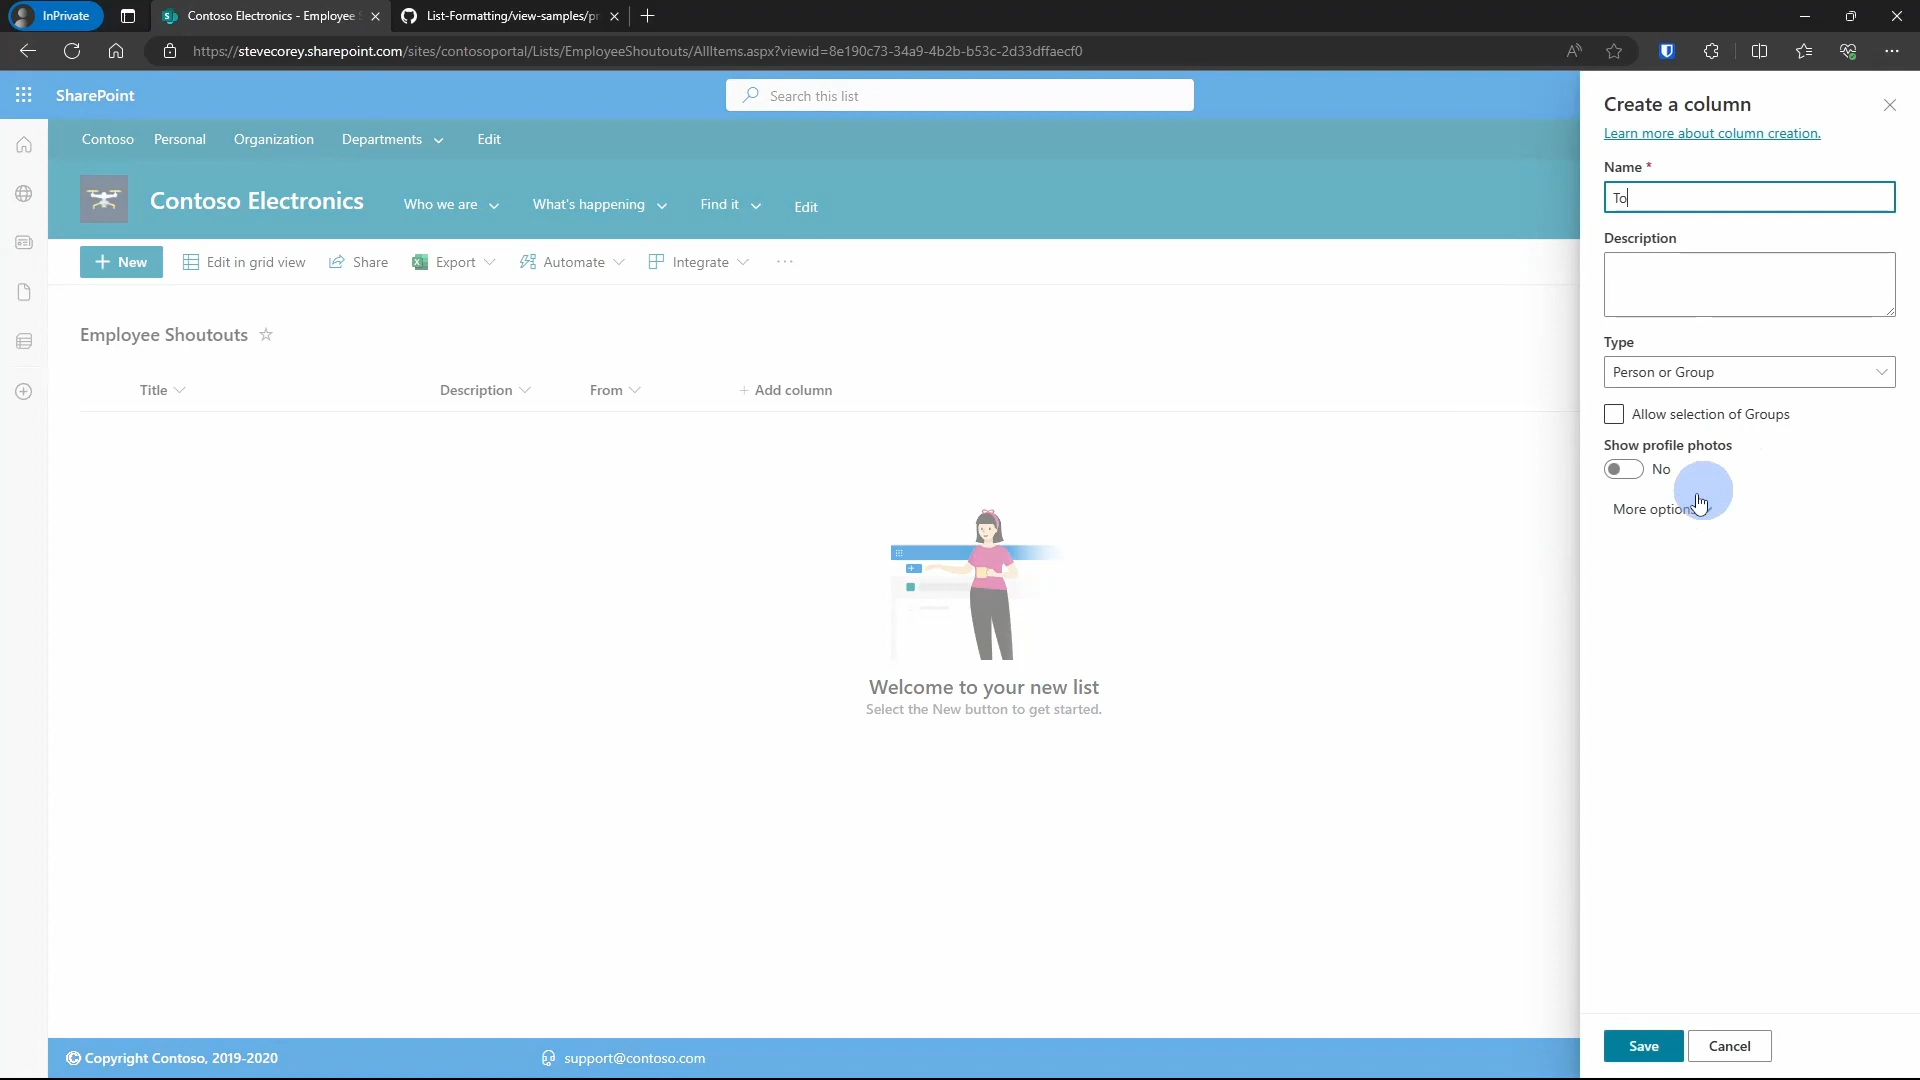 InPrivate
Contoso Electronics - Employee S
List-Formatting/view-samples/pr
https://stevecorey.sharepoint.com/sites/contosoportal/Lists/EmployeeShoutouts/AllItems.aspx?viewid=8e190c73-34a9-4b2b-b53c-2d33dffaecf0
SharePoint
Search this list
Contoso Personal Organization Departments Edit
Contoso Electronics Who we are What's happening Find it Edit
+ New Edit in grid view Share Export Automate Integrate ···
Employee Shoutouts
Title Description From + Add column
Welcome to your new list
Select the New button to get started.
© Copyright Contoso, 2019-2020 support@contoso.com
Create a column
Learn more about column creation.
Name *
To
Description
Type
Person or Group
Allow selection of Groups
Show profile photos
No
More options
Save Cancel